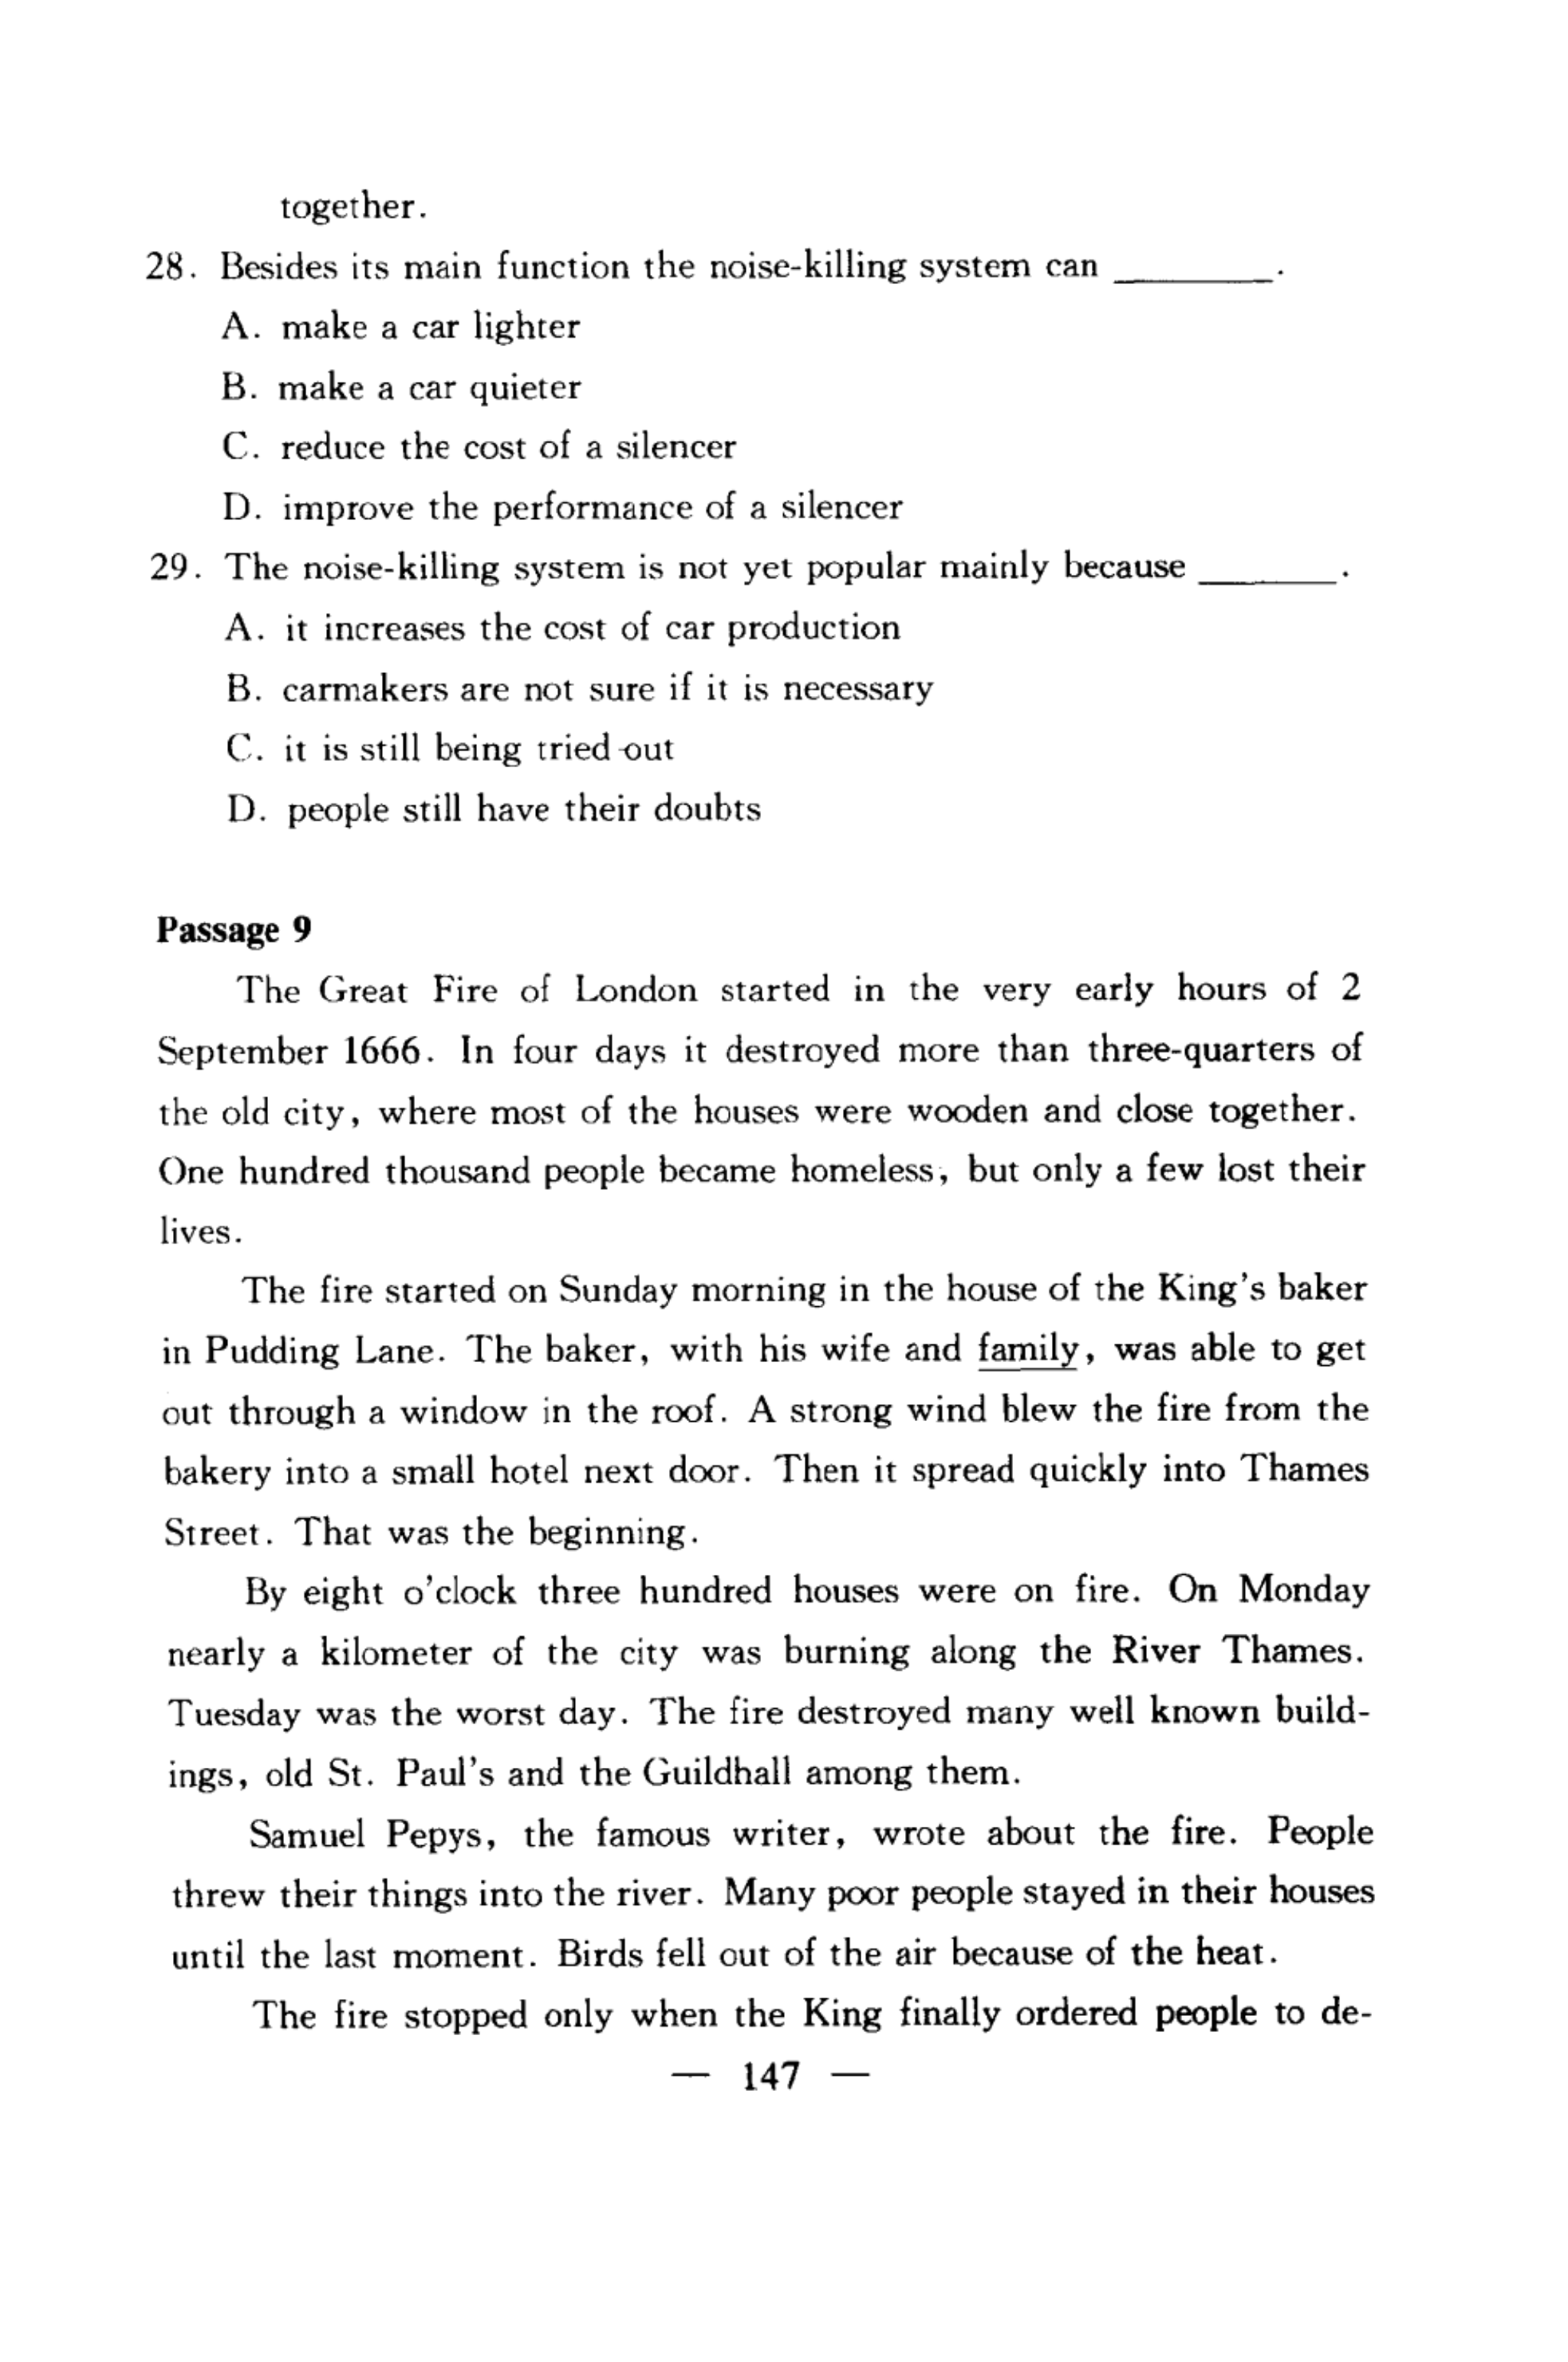 together.
28. Besides its main function the noise-killing system can ________.
A. make a car lighter
B. make a car quieter
C. reduce the cost of a silencer
D. improve the performance of a silencer
29. The noise-killing system is not yet popular mainly because _______.
A. it increases the cost of car production
B. carmakers are not sure if it is necessary
C. it is still being tried out
D. people still have their doubts
Passage 9
The Great Fire of London started in the very early hours of 2
September 1666. In four days it destroyed more than three-quarters of
the old city, where most of the houses were wooden and close together.
One hundred thousand people became homeless, but only a few lost their
lives.
The fire started on Sunday morning in the house of the King's baker
in Pudding Lane. The baker, with his wife and family, was able to get
out through a window in the roof. A strong wind blew the fire from the
bakery into a small hotel next door. Then it spread quickly into Thames
Street. That was the beginning.
By eight o'clock three hundred houses were on fire. On Monday
nearly a kilometer of the city was burning along the River Thames.
Tuesday was the worst day. The fire destroyed many well known build-
ings, old St. Paul's and the Guildhall among them.
Samuel Pepys, the famous writer, wrote about the fire. People
threw their things into the river. Many poor people stayed in their houses
until the last moment. Birds fell out of the air because of the heat.
The fire stopped only when the King finally ordered people to de-
— 147 —